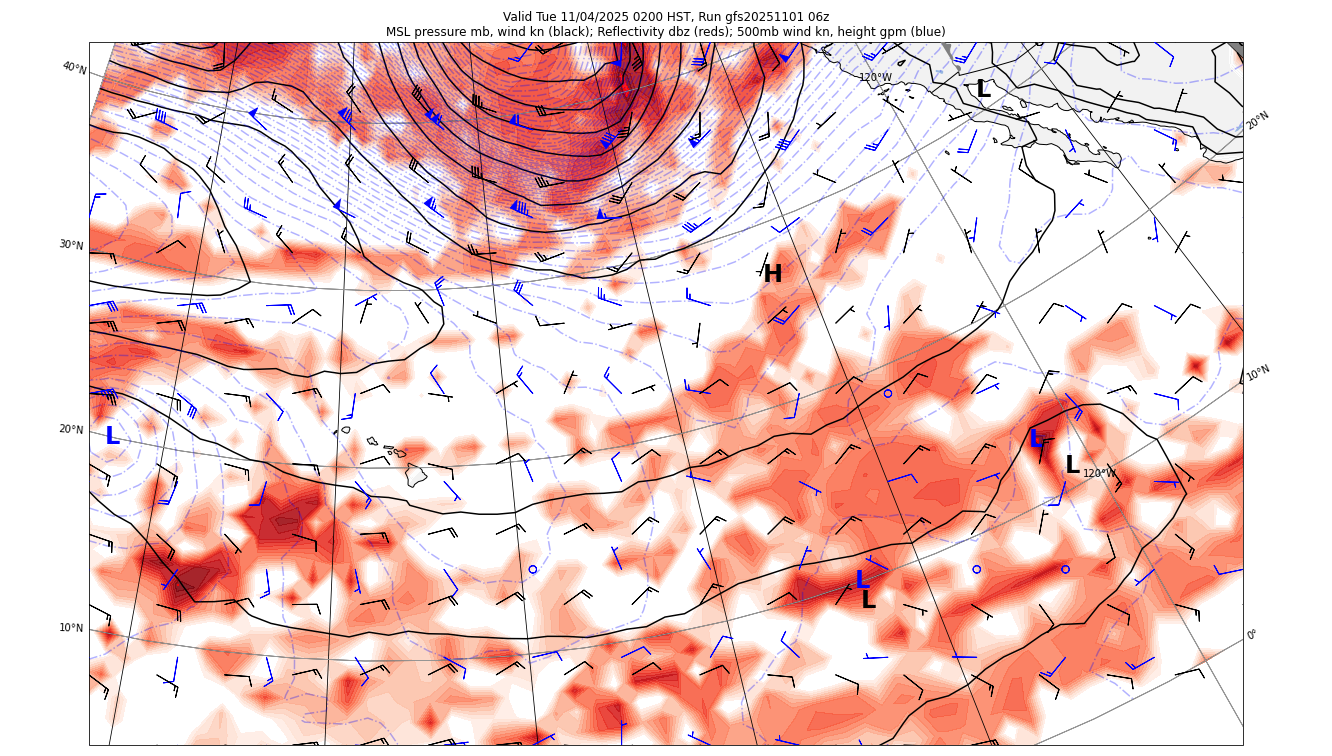 Valid Tue 11/04/2025 0200 HST, Run gfs20251101 06z
MSL pressure mb, wind kn (black); Reflectivity dbz (reds); 500mb wind kn, height gpm (blue)
40°N
120°W
L
20°N
30°N
H
10°N
20°N
L
L
L
120°W
L
L
10°N
0°